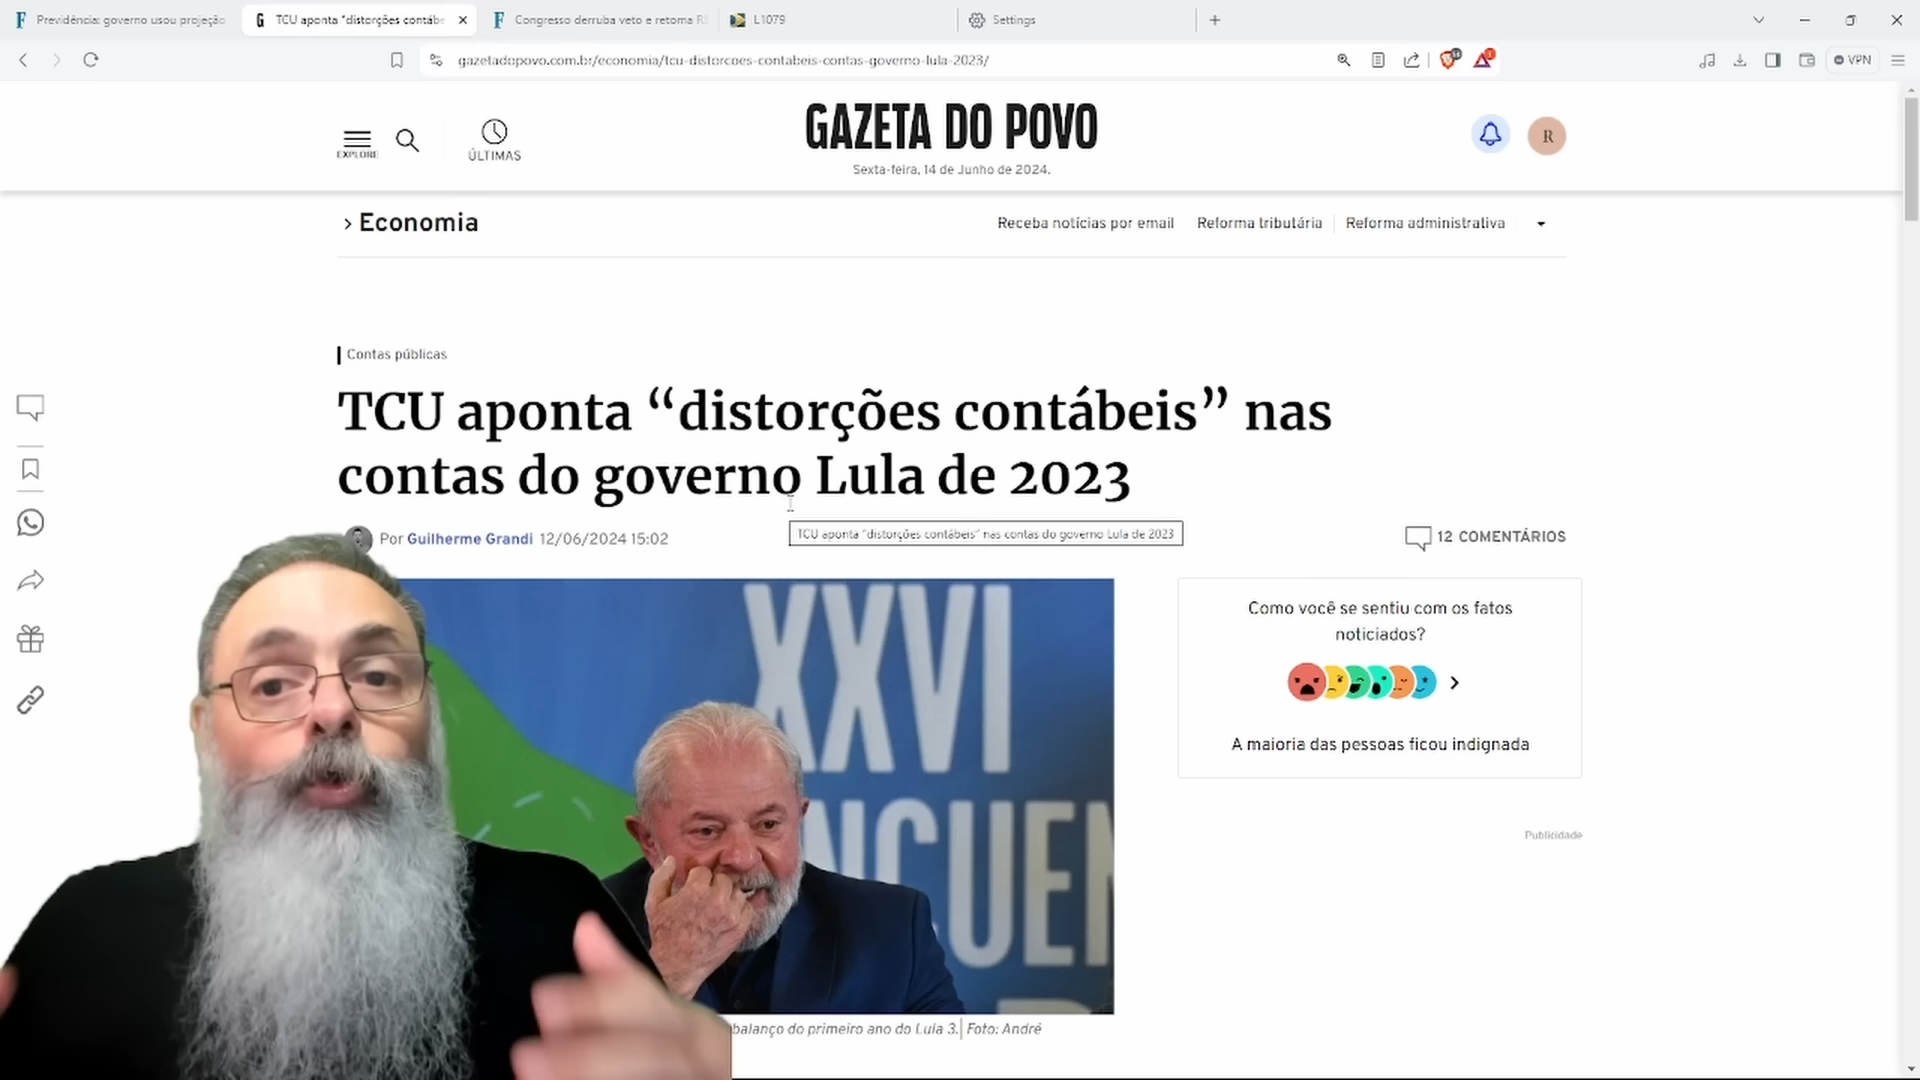 Previdência: governo usou projeção
TCU aponta “distorções contábe
Congresso derruba veto e retoma R
L1079
Settings
gazetadopovo.com.br/economia/tcu-distorcoes-contabeis-contas-governo-lula-2023/
VPN
EXPLORE
ÚLTIMAS
GAZETA DO POVO
Sexta-feira, 14 de Junho de 2024.
R
Economia
Receba notícias por email
Reforma tributária
Reforma administrativa
Contas públicas
TCU aponta “distorções contábeis” nas
contas do governo Lula de 2023
Por Guilherme Grandi 12/06/2024 15:02
TCU aponta “distorções contábeis” nas contas do governo Lula de 2023
12 COMENTÁRIOS
Como você se sentiu com os fatos
noticiados?
A maioria das pessoas ficou indignada
Publicidade
XXVI
NCUEN
balanço do primeiro ano do Lula 3.| Foto: André